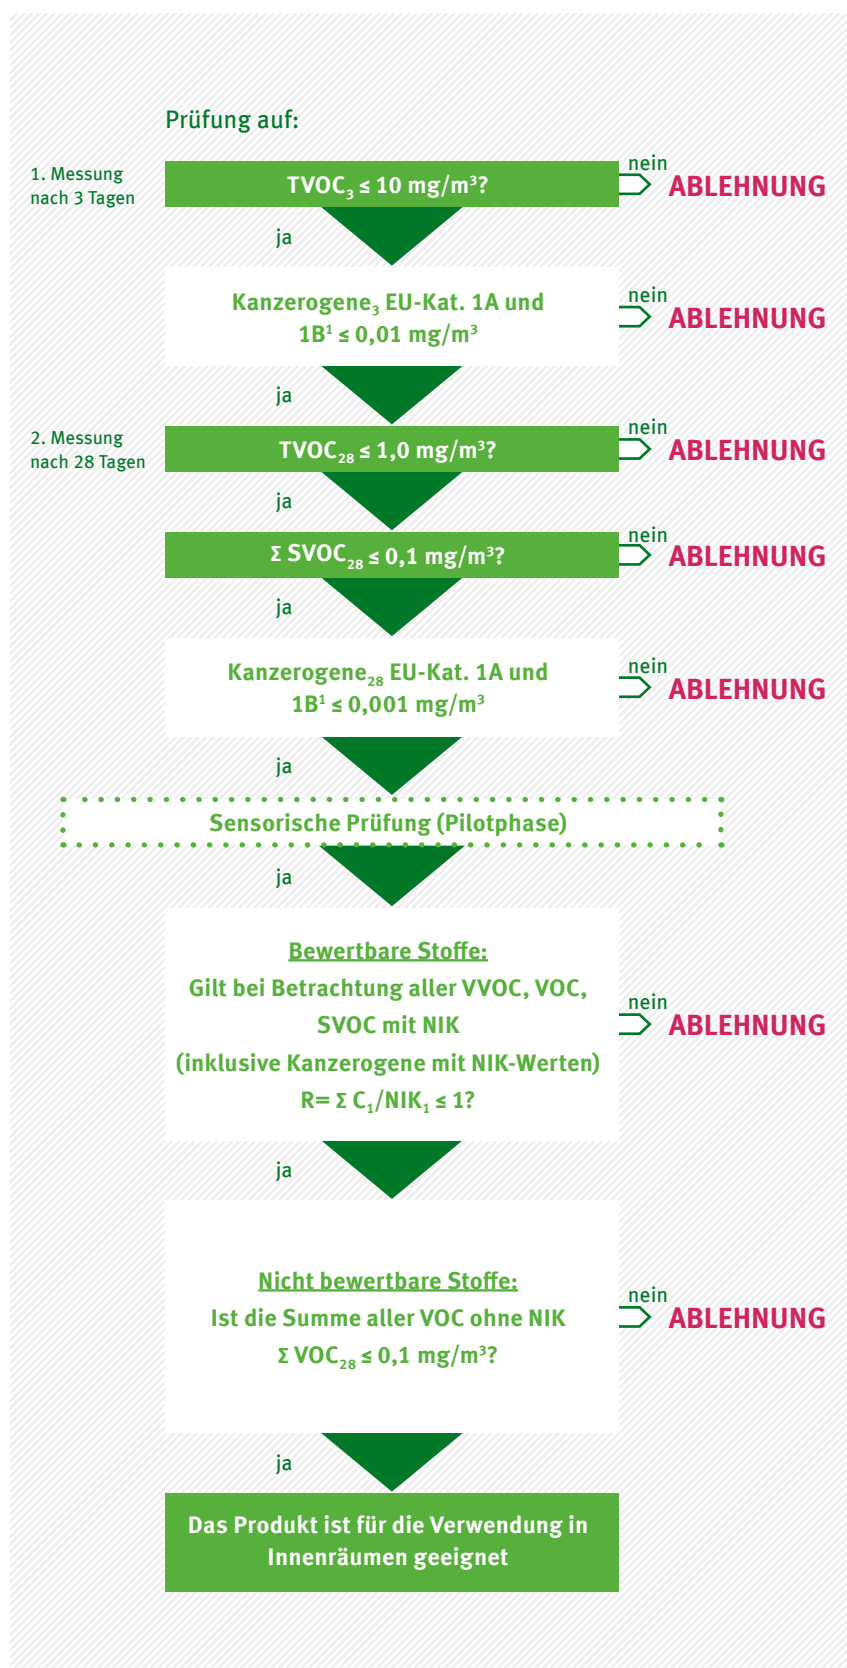 Prüfung auf:
1. Messung
nach 3 Tagen
TVOC₃ ≤ 10 mg/m³?
nein
ABLEHNUNG
ja
Kanzerogene₃ EU-Kat. 1A und
1B¹ ≤ 0,01 mg/m³
nein
ABLEHNUNG
ja
2. Messung
nach 28 Tagen
TVOC₂₈ ≤ 1,0 mg/m³?
nein
ABLEHNUNG
ja
Σ SVOC₂₈ ≤ 0,1 mg/m³?
nein
ABLEHNUNG
ja
Kanzerogene₂₈ EU-Kat. 1A und
1B¹ ≤ 0,001 mg/m³
nein
ABLEHNUNG
ja
Sensorische Prüfung (Pilotphase)
ja
Bewertbare Stoffe:
Gilt bei Betrachtung aller VVOC, VOC,
SVOC mit NIK
(inklusive Kanzerogene mit NIK-Werten)
R= Σ C₁/NIK₁ ≤ 1?
nein
ABLEHNUNG
ja
Nicht bewertbare Stoffe:
Ist die Summe aller VOC ohne NIK
Σ VOC₂₈ ≤ 0,1 mg/m³?
nein
ABLEHNUNG
ja
Das Produkt ist für die Verwendung in
Innenräumen geeignet